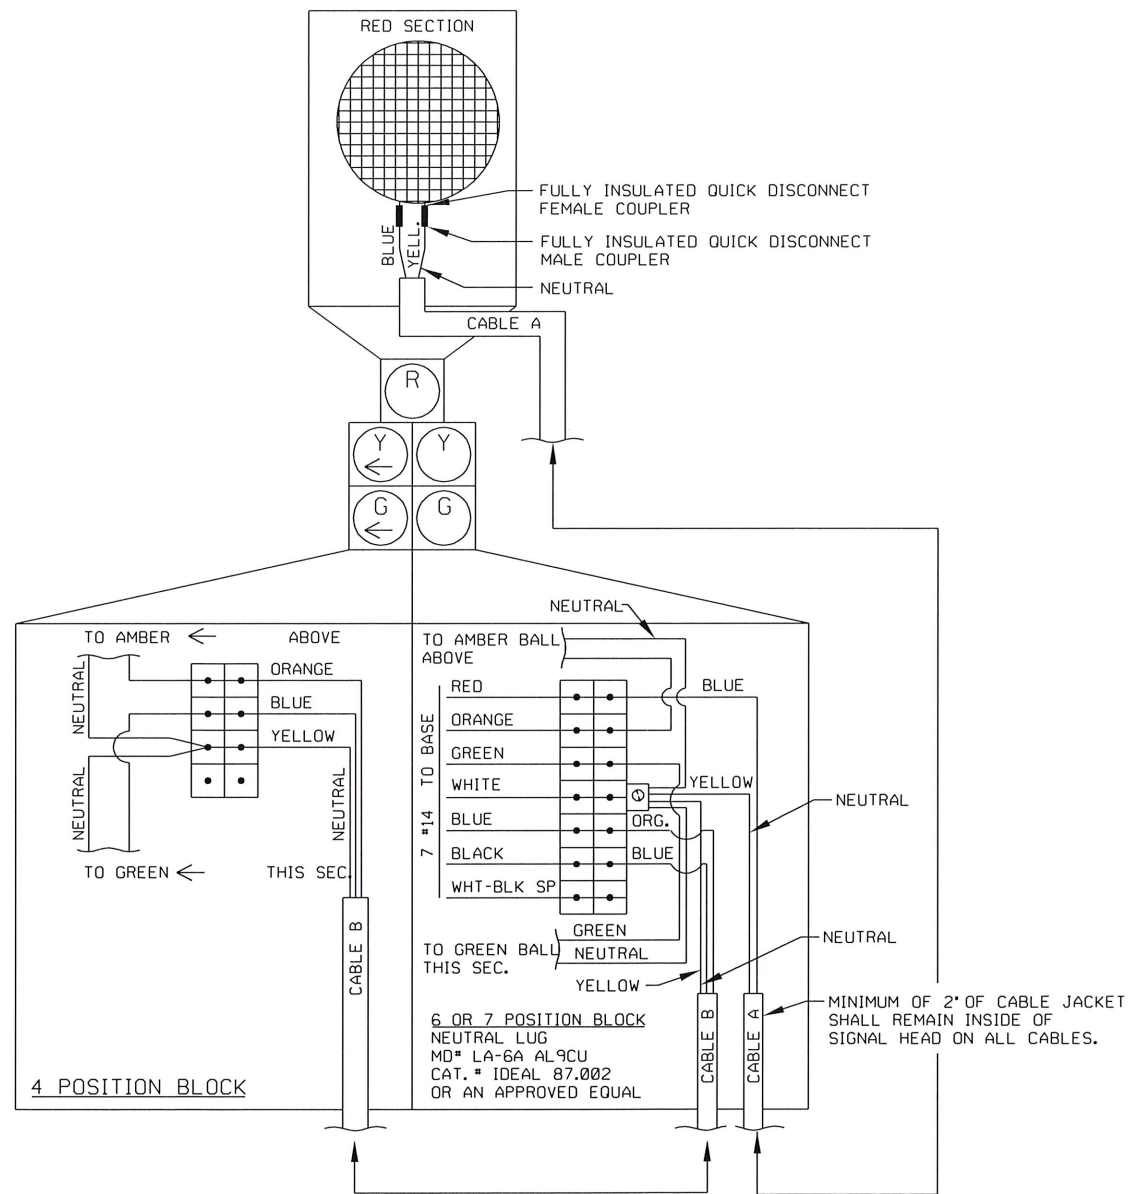 RED SECTION
FULLY INSULATED QUICK DISCONNECT
FEMALE COUPLER
FULLY INSULATED QUICK DISCONNECT
MALE COUPLER
BLUE
YELL.
NEUTRAL
CABLE A
R
Y
Y
G
G
NEUTRAL
TO AMBER
ABOVE
NEUTRAL
ORANGE
BLUE
YELLOW
NEUTRAL
NEUTRAL
TO GREEN
THIS SEC.
CABLE B
4 POSITION BLOCK
TO AMBER BALL
ABOVE
7 #14 TO BASE
RED
BLUE
ORANGE
GREEN
WHITE
YELLOW
NEUTRAL
BLUE
ORG.
BLACK
BLUE
WHT-BLK SP
GREEN
TO GREEN BALL
THIS SEC.
NEUTRAL
NEUTRAL
YELLOW
MINIMUM OF 2" OF CABLE JACKET
SHALL REMAIN INSIDE OF
SIGNAL HEAD ON ALL CABLES.
CABLE B
CABLE A
6 OR 7 POSITION BLOCK
NEUTRAL LUG
MD# LA-6A AL9CU
CAT.# IDEAL 87.002
OR AN APPROVED EQUAL